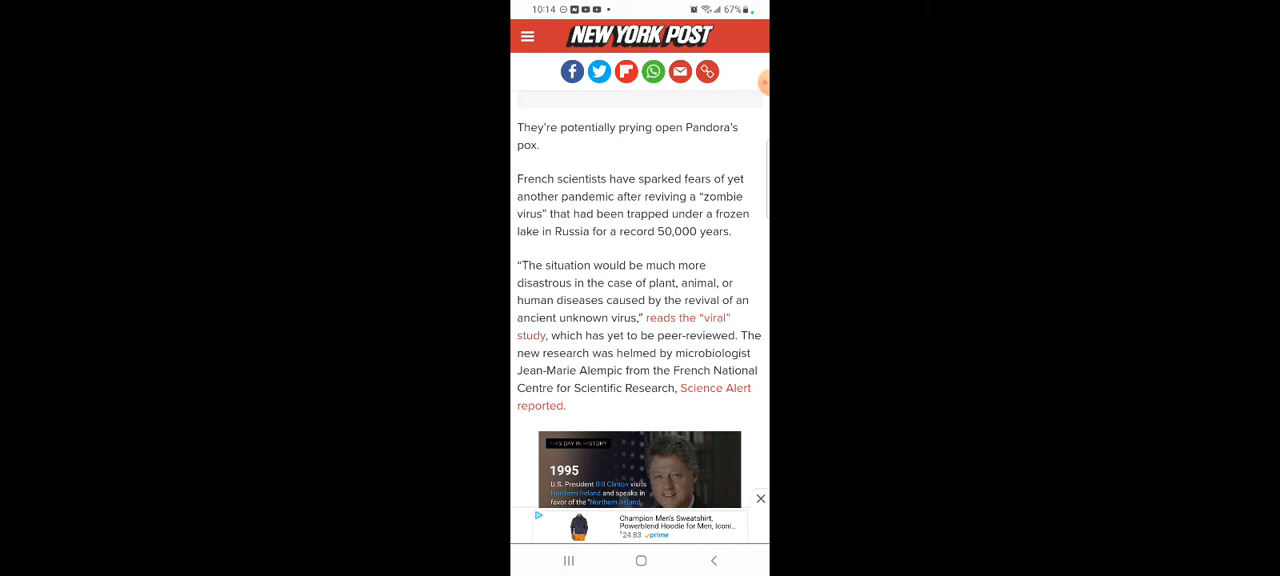 10:14
67%
NEW YORK POST
They're potentially prying open Pandora's
pox.
French scientists have sparked fears of yet
another pandemic after reviving a “zombie
virus” that had been trapped under a frozen
lake in Russia for a record 50,000 years.
“The situation would be much more
disastrous in the case of plant, animal, or
human diseases caused by the revival of an
ancient unknown virus,” reads the “viral”
study, which has yet to be peer-reviewed. The
new research was helmed by microbiologist
Jean-Marie Alempic from the French National
Centre for Scientific Research, Science Alert
reported.
THIS DAY IN HISTORY
1995
U.S. President Bill Clinton visits
Northern Ireland and speaks in
favor of the "Northern Ireland
Champion Men's Sweatshirt,
Powerblend Hoodie for Men, Iconi...
$24.83 prime